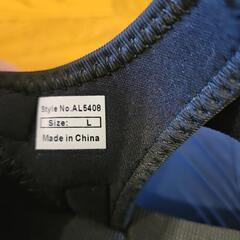 Style No.AL5408
Size: L
Made in China